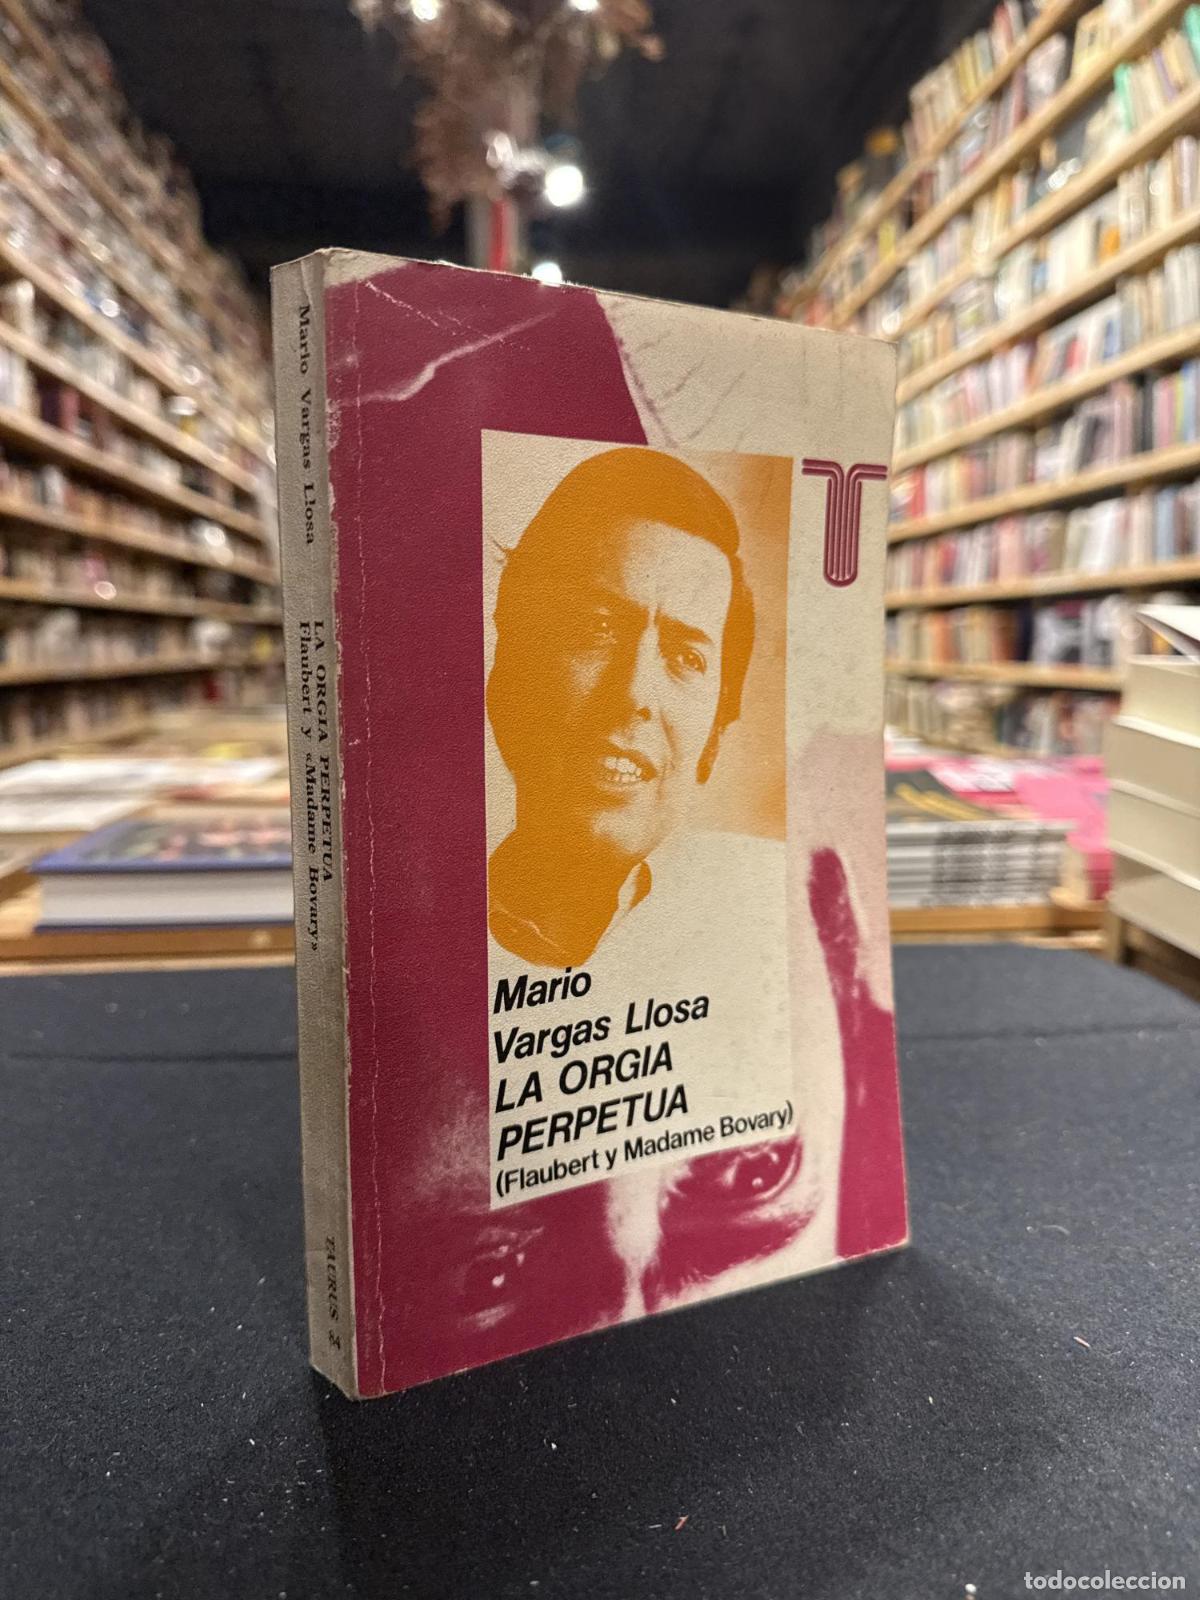 Mario Vargas Llosa
LA ORGIA PERPETUA
Flaubert y «Madame Bovary»
TAURUS
84
Mario
Vargas Llosa
LA ORGIA
PERPETUA
(Flaubert y Madame Bovary)
todocoleccion